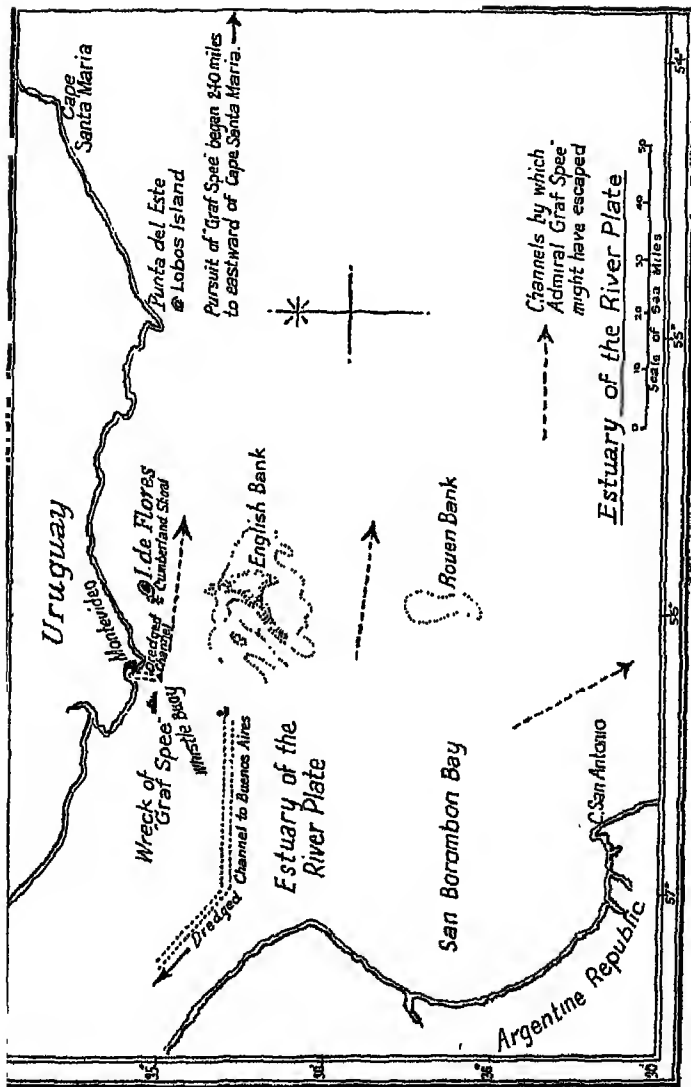 Uruguay
Montevideo
Cape
Santa Maria
Punta del Este
@ Lobos Island
Pursuit of "Graf Spee" began 240 miles
to eastward of Cape Santa Maria.
@ I. de Flores
Cumberland Shoal
Dredged
Channel
Wreck of
"Graf Spee"
Whistle Buoy
Dredged Channel to Buenos Aires
English Bank
Estuary of the
River Plate
Rouen Bank
San Borombon Bay
C. San Antonio
Argentine Republic
Channels by which
Admiral Graf Spee"
might have escaped
Estuary of the River Plate
0 10 20 30 40 50
Scale of Sea Miles
35°
36
57°
55°
54°